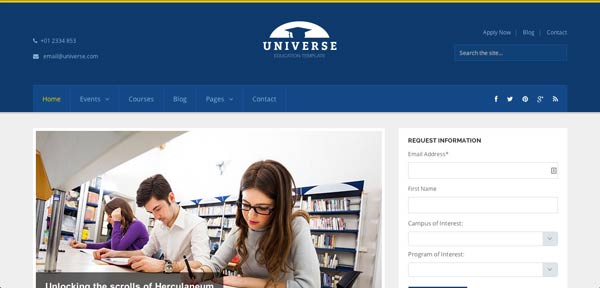 +01 2334 853
email@universe.com
UNIVERSE
EDUCATION TEMPLATE
Apply Now | Blog | Contact
Search the site...
Home Events Courses Blog Pages Contact
Unlocking the scrolls of Herculaneum
REQUEST INFORMATION
Email Address*
First Name
Campus of Interest:
Program of Interest: